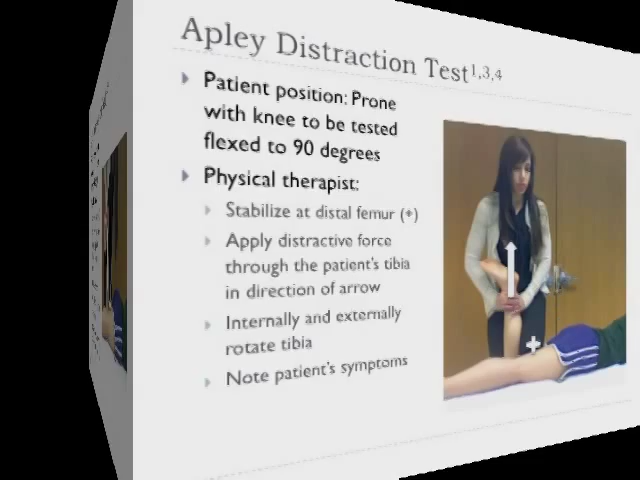 Apley Distraction Test1,3,4
Patient position: Prone
with knee to be tested
flexed to 90 degrees
Physical therapist:
Stabilize at distal femur (+)
Apply distractive force
through the patient's tibia
in direction of arrow
Internally and externally
rotate tibia
Note patient's symptoms